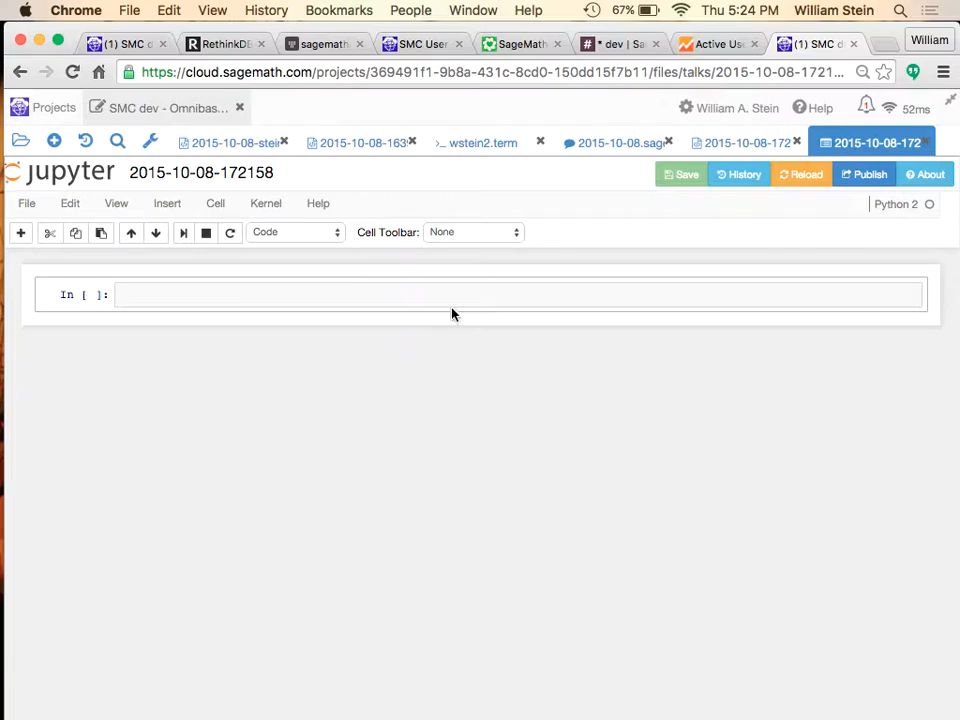 Chrome File Edit View History Bookmarks People Window Help 67% Thu 5:24 PM William Stein
(1) SMC d RethinkDB sagemath. SMC User SageMath * dev | Sa Active Use (1) SMC d William
https://cloud.sagemath.com/projects/369491f1-9b8a-431c-8cd0-150dd15f7b11/files/talks/2015-10-08-1721...
Projects SMC dev - Omnibas... William A. Stein Help 1 52ms
2015-10-08-stein 2015-10-08-163 wstein2.term 2015-10-08.sage 2015-10-08-172 2015-10-08-172
jupyter 2015-10-08-172158 Save History Reload Publish About
File Edit View Insert Cell Kernel Help Python 2
Code Cell Toolbar: None
In [ ]: